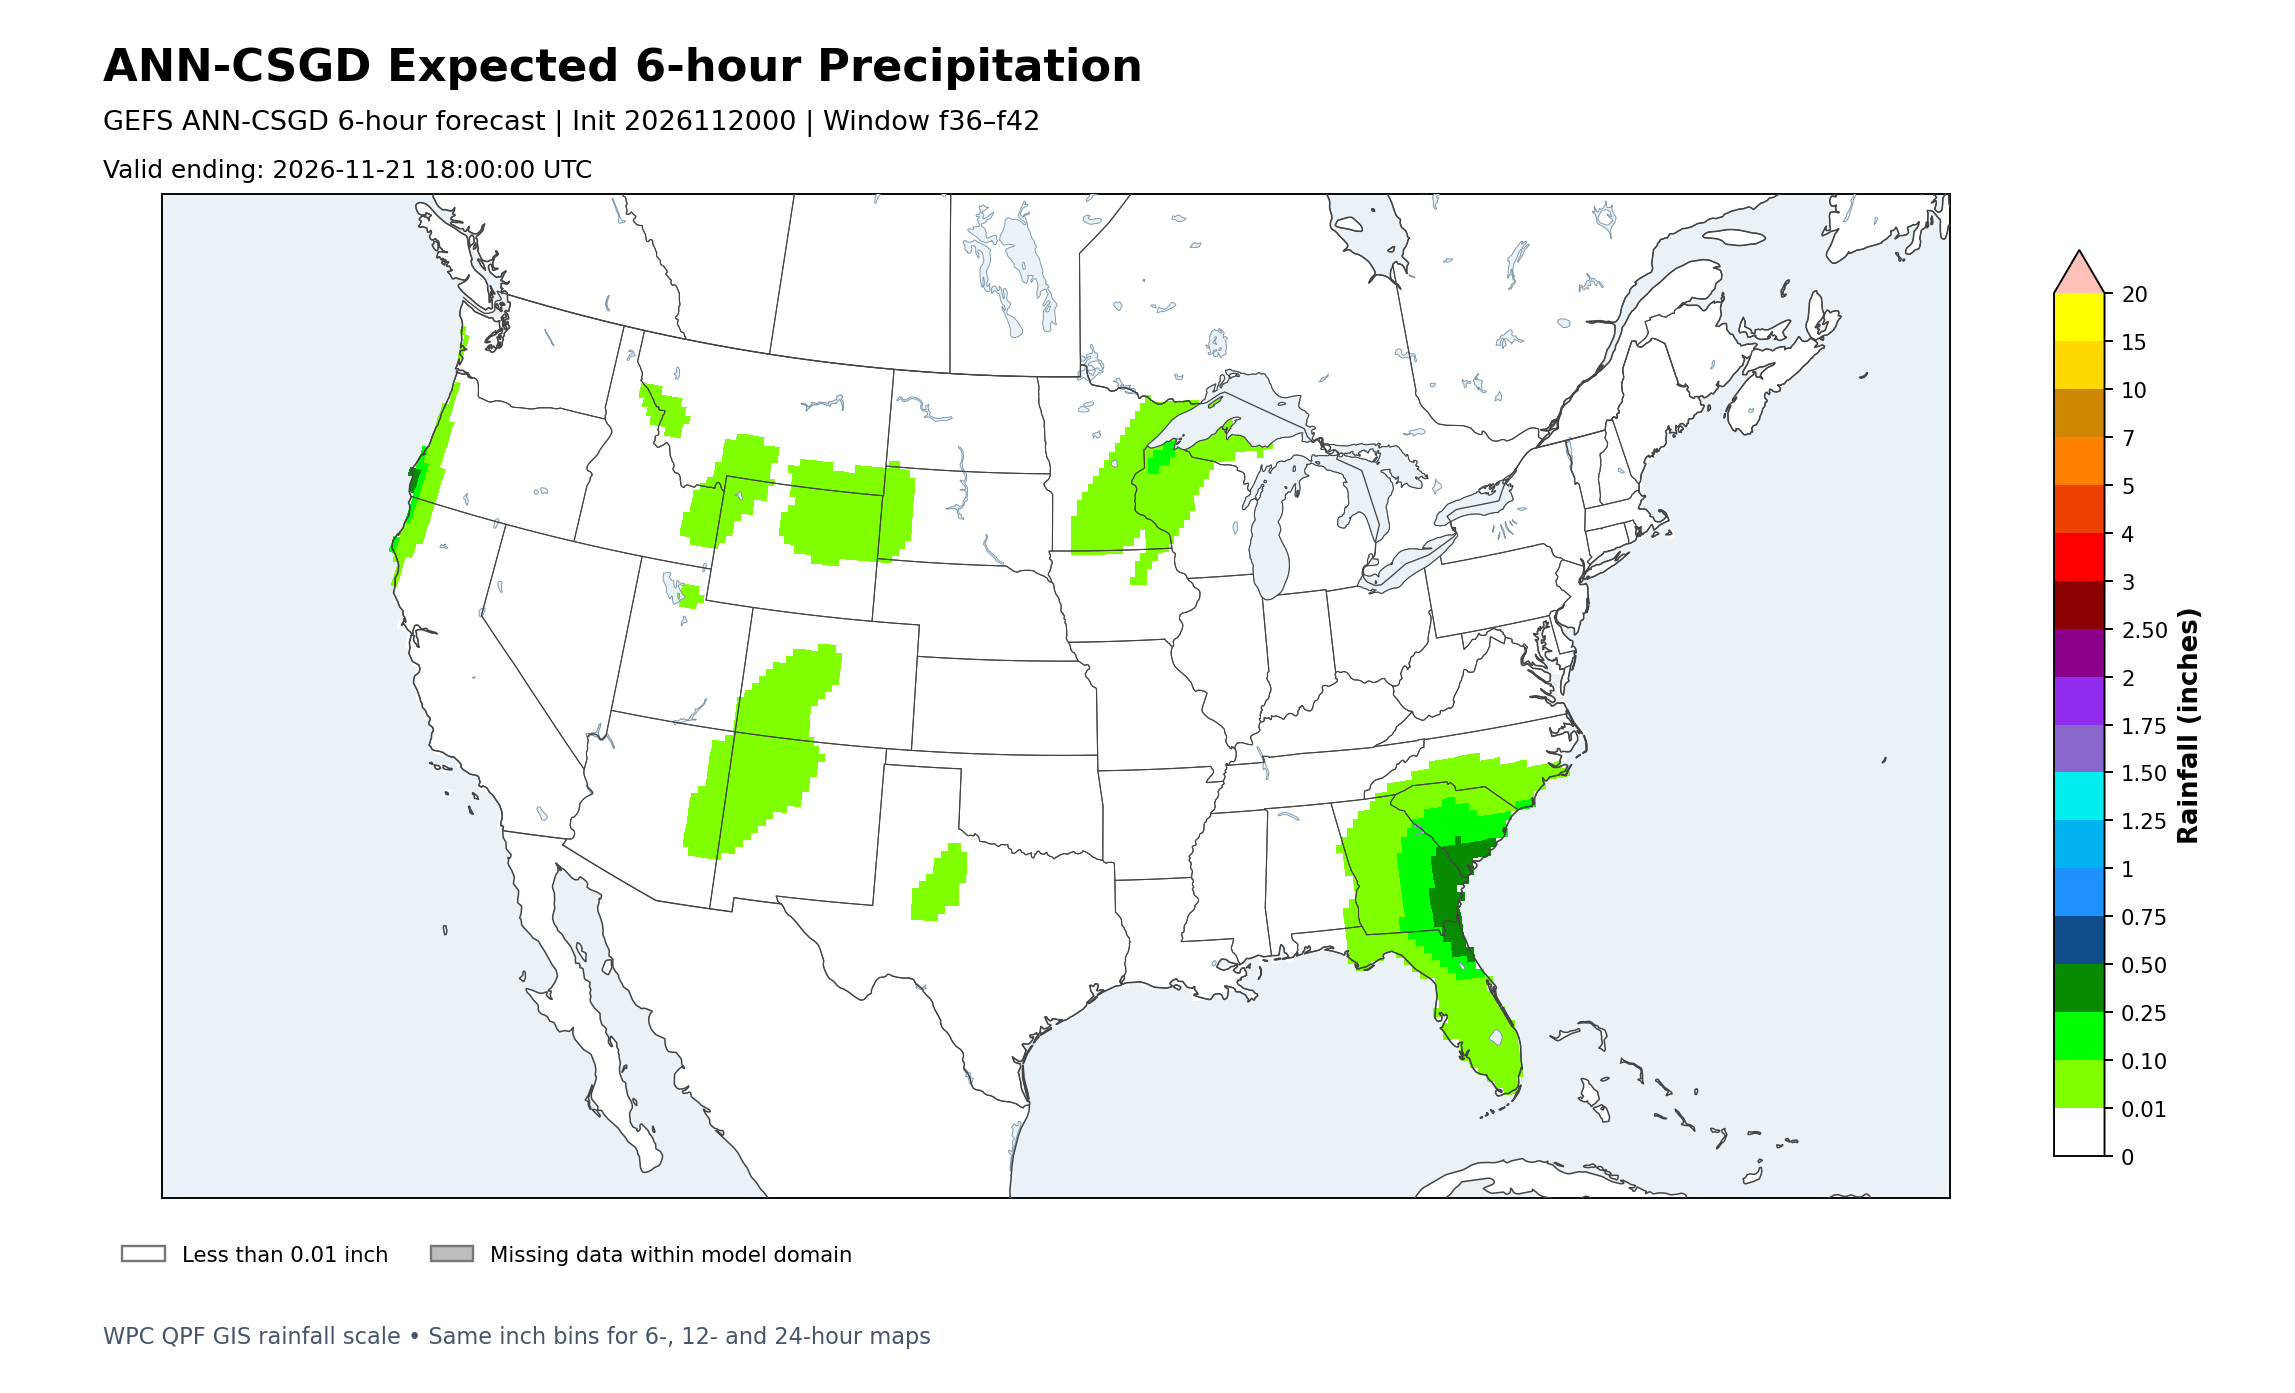 ANN-CSGD Expected 6-hour Precipitation
GEFS ANN-CSGD 6-hour forecast | Init 2026112000 | Window f36–f42
Valid ending: 2026-11-21 18:00:00 UTC
20
15
10
7
5
4
3
2.50
2
1.75
1.50
1.25
1
0.75
0.50
0.25
0.10
0.01
0
Rainfall (inches)
Less than 0.01 inch
Missing data within model domain
WPC QPF GIS rainfall scale • Same inch bins for 6-, 12- and 24-hour maps